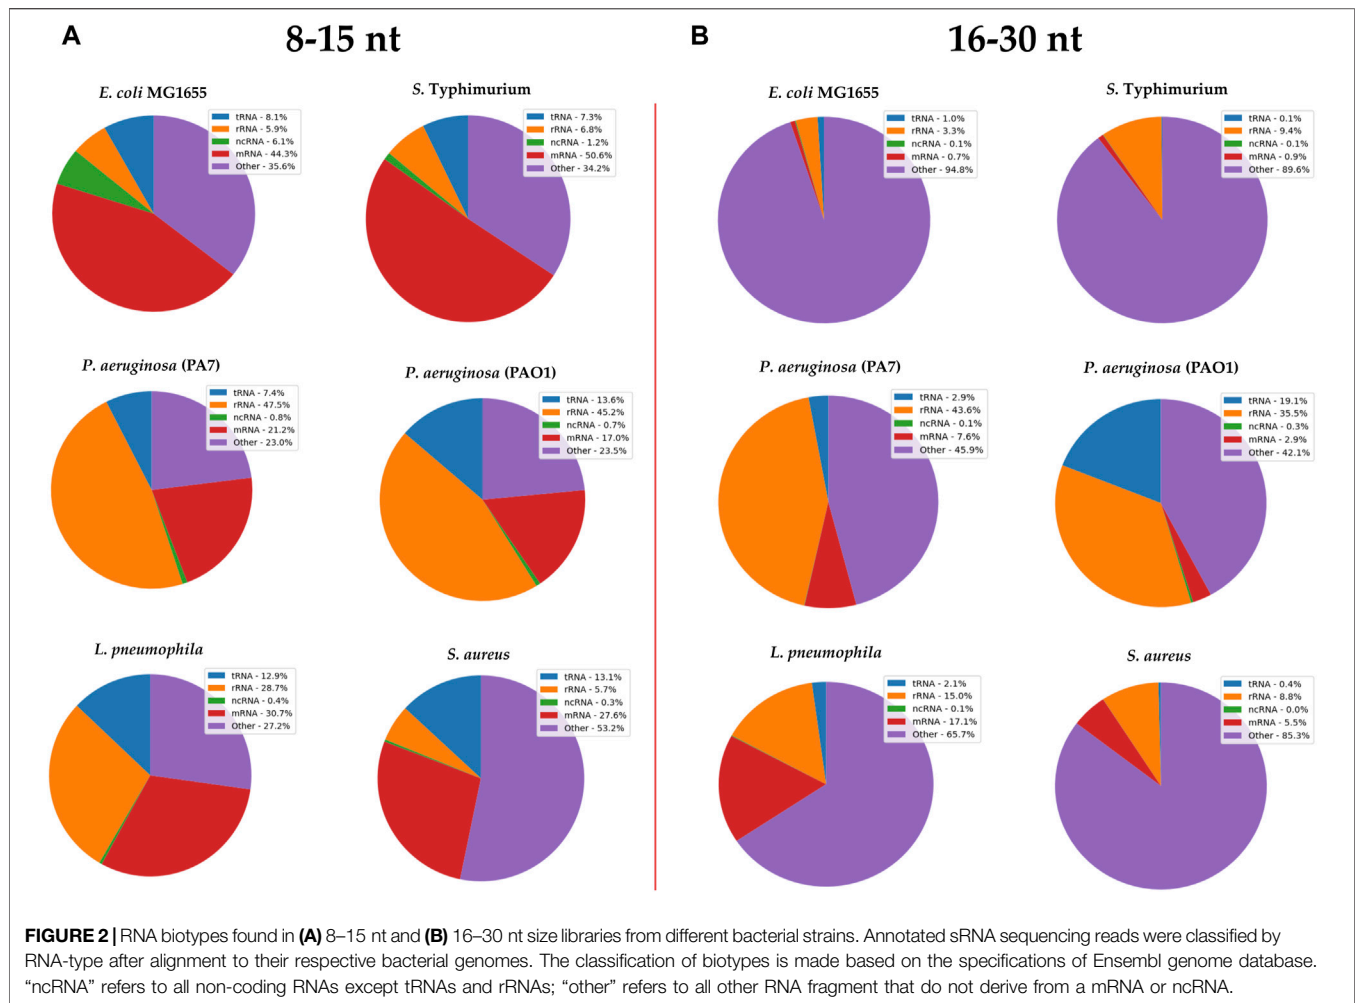 A
8-15 nt
B
16-30 nt
E. coli MG1655
tRNA - 8.1%
rRNA - 5.9%
ncRNA - 6.1%
mRNA - 44.3%
Other - 35.6%
S. Typhimurium
tRNA - 7.3%
rRNA - 6.8%
ncRNA - 1.2%
mRNA - 50.6%
Other - 34.2%
E. coli MG1655
tRNA - 1.0%
rRNA - 3.3%
ncRNA - 0.1%
mRNA - 0.7%
Other - 94.8%
S. Typhimurium
tRNA - 0.1%
rRNA - 9.4%
ncRNA - 0.1%
mRNA - 0.9%
Other - 89.6%
P. aeruginosa (PA7)
tRNA - 7.4%
rRNA - 47.5%
ncRNA - 0.8%
mRNA - 21.2%
Other - 23.0%
P. aeruginosa (PAO1)
tRNA - 13.6%
rRNA - 45.2%
ncRNA - 0.7%
mRNA - 17.0%
Other - 23.5%
P. aeruginosa (PA7)
tRNA - 2.9%
rRNA - 43.6%
ncRNA - 0.1%
mRNA - 7.6%
Other - 45.9%
P. aeruginosa (PAO1)
tRNA - 19.1%
rRNA - 35.5%
ncRNA - 0.3%
mRNA - 2.9%
Other - 42.1%
L. pneumophila
tRNA - 12.9%
rRNA - 28.7%
ncRNA - 0.4%
mRNA - 30.7%
Other - 27.2%
S. aureus
tRNA - 13.1%
rRNA - 5.7%
ncRNA - 0.3%
mRNA - 27.6%
Other - 53.2%
L. pneumophila
tRNA - 2.1%
rRNA - 15.0%
ncRNA - 0.1%
mRNA - 17.1%
Other - 65.7%
S. aureus
tRNA - 0.4%
rRNA - 8.8%
ncRNA - 0.0%
mRNA - 5.5%
Other - 85.3%
FIGURE 2 | RNA biotypes found in (A) 8–15 nt and (B) 16–30 nt size libraries from different bacterial strains. Annotated sRNA sequencing reads were classified by
RNA-type after alignment to their respective bacterial genomes. The classification of biotypes is made based on the specifications of Ensembl genome database.
“ncRNA” refers to all non-coding RNAs except tRNAs and rRNAs; “other” refers to all other RNA fragment that do not derive from a mRNA or ncRNA.